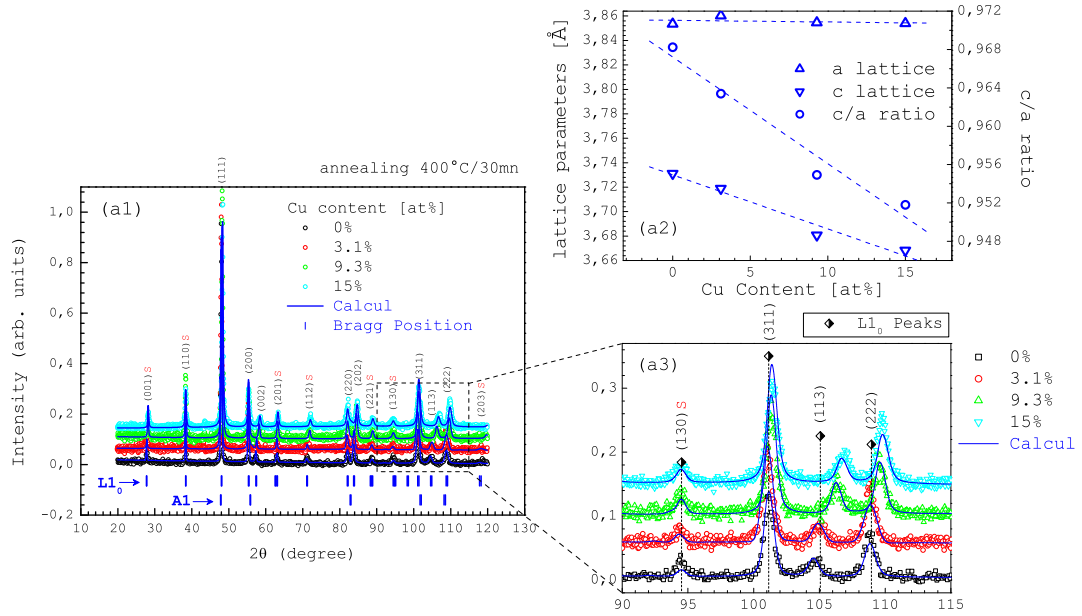 annealing 400°C/30mn
(a1)
Intensity (arb. units)
1,0
0,8
0,6
0,4
0,2
0,0
-0,2
10 20 30 40 50 60 70 80 90 100 110 120 130
2θ (degree)
Cu content [at%]
0%
3.1%
9.3%
15%
Calcul
Bragg Position
(001)S
(110)S
(111)
(200)
(002)
(201)S
(112)S
(220)
(202)
(221)S
(130)S
(311)
(113)
(222)
(203)S
L1₀
A1
(a2)
lattice parameters [Å]
3,86
3,84
3,82
3,80
3,78
3,76
3,74
3,72
3,70
3,68
3,66
0,972
0,968
0,964
0,960
0,956
0,952
0,948
c/a ratio
a lattice
c lattice
c/a ratio
0 5 10 15
Cu Content [at%]
L1₀ Peaks
(a3)
0,3
0,2
0,1
0,0
(130)S
(311)
(113)
(222)
90 95 100 105 110 115
0%
3.1%
9.3%
15%
Calcul